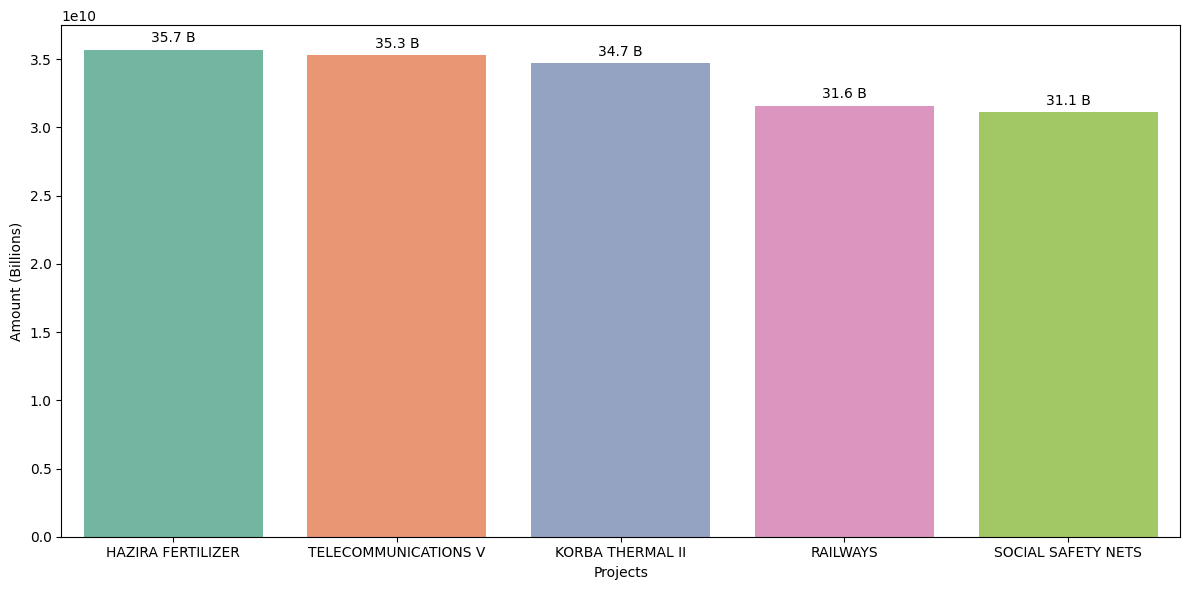 1e10
35.7 B
35.3 B
34.7 B
31.6 B
31.1 B
3.5
3.0
2.5
2.0
1.5
1.0
0.5
0.0
Amount (Billions)
HAZIRA FERTILIZER
TELECOMMUNICATIONS V
KORBA THERMAL II
RAILWAYS
SOCIAL SAFETY NETS
Projects